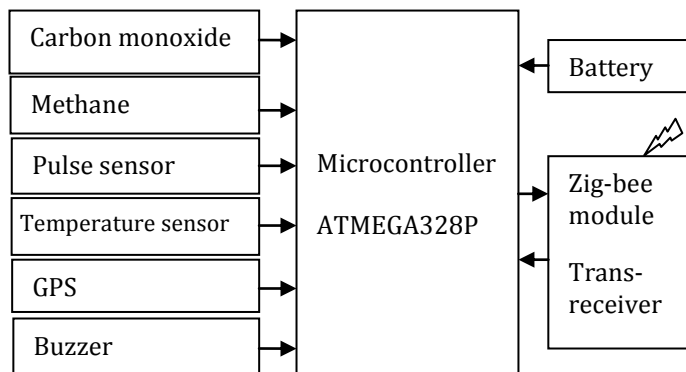 Carbon monoxide
Methane
Pulse sensor
Temperature sensor
GPS
Buzzer
Microcontroller
ATMEGA328P
Battery
Zig-bee
module
Trans-
receiver